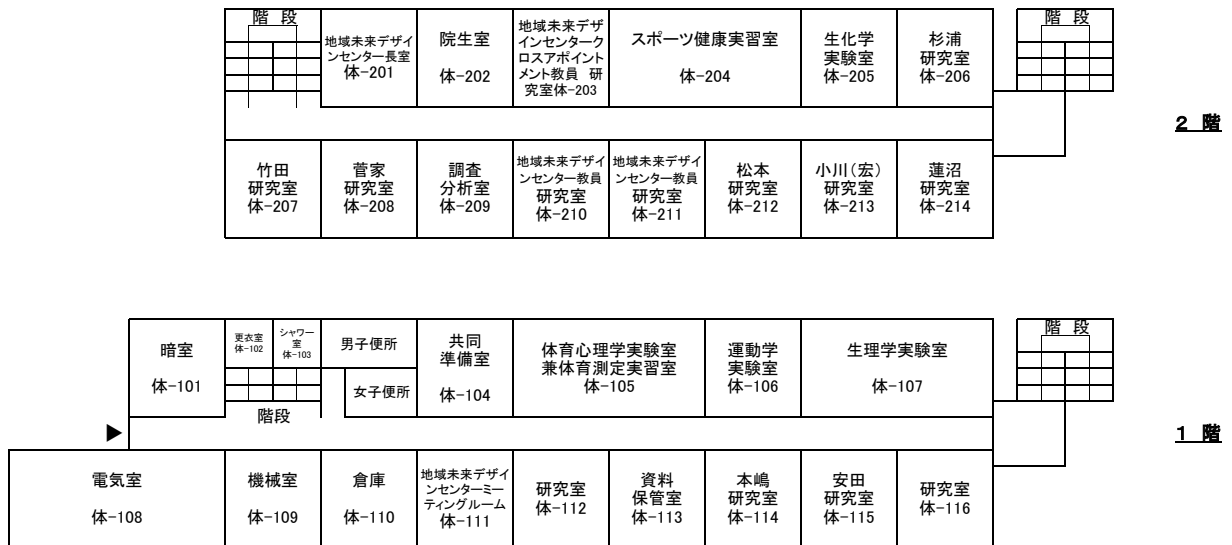 階 段
地域未来デザイ
ンセンター長室
体-201
院生室
体-202
地域未来デザ
インセンターク
ロスアポイント
メント教員 研
究室体-203
スポーツ健康実習室
体-204
生化学
実験室
体-205
杉浦
研究室
体-206
階 段
2 階
竹田
研究室
体-207
菅家
研究室
体-208
調査
分析室
体-209
地域未来デザイ
ンセンター教員
研究室
体-210
地域未来デザイ
ンセンター教員
研究室
体-211
松本
研究室
体-212
小川(宏)
研究室
体-213
蓮沼
研究室
体-214
暗室
体-101
更衣室
体-102
シャワー
室
体-103
男子便所
女子便所
階段
共同
準備室
体-104
体育心理学実験室
兼体育測定実習室
体-105
運動学
実験室
体-106
生理学実験室
体-107
階 段
▶
1 階
電気室
体-108
機械室
体-109
倉庫
体-110
地域未来デザイ
ンセンターミー
ティングルーム
体-111
研究室
体-112
資料
保管室
体-113
本嶋
研究室
体-114
安田
研究室
体-115
研究室
体-116